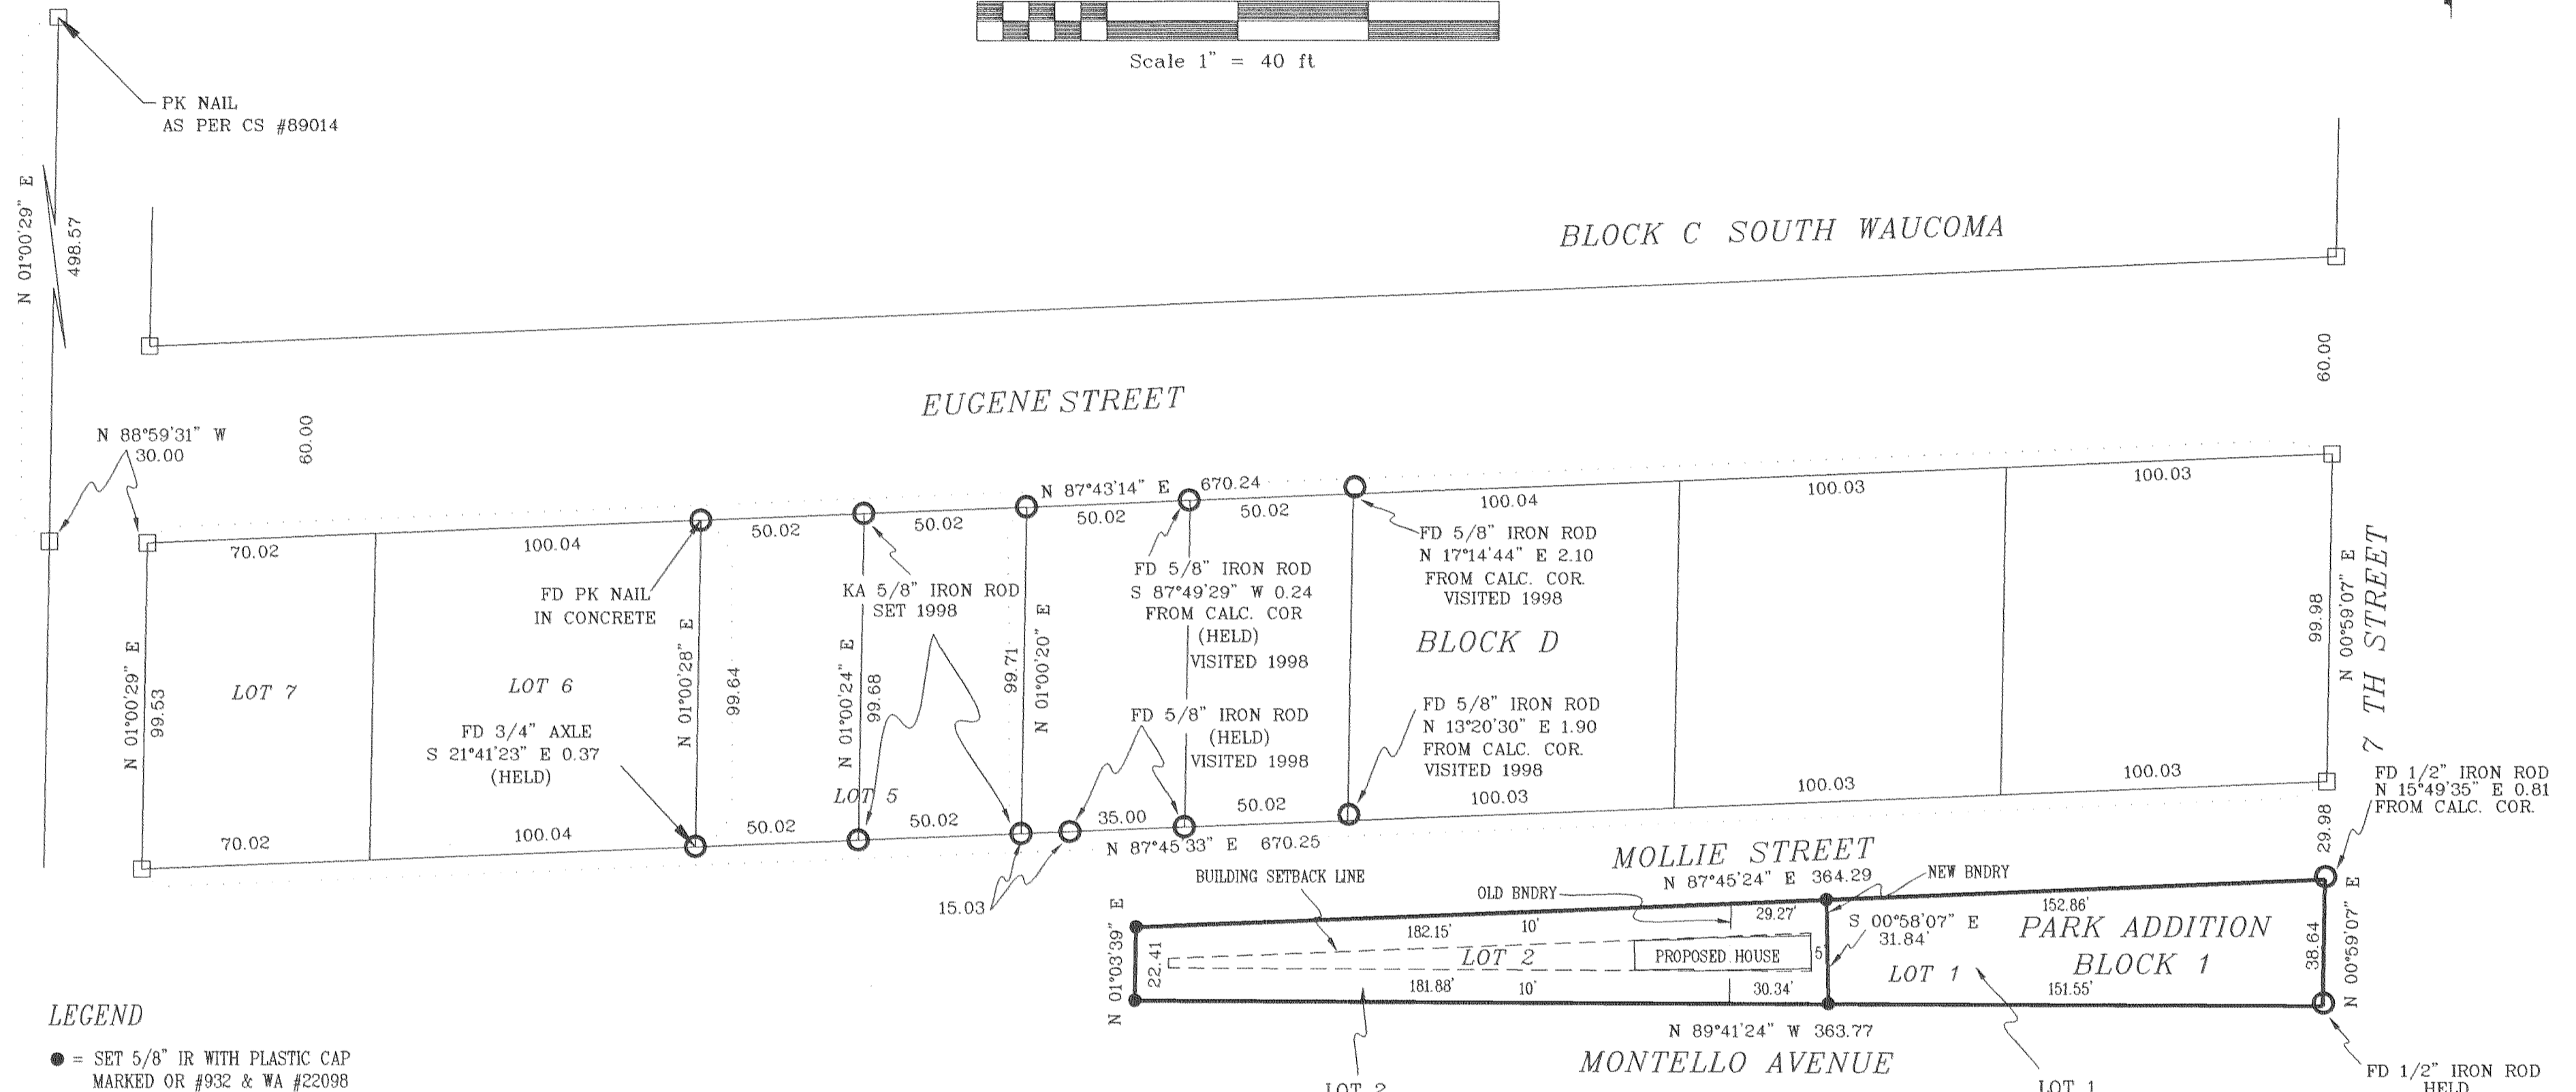 Scale 1" = 40 ft
PK NAIL
AS PER CS #89014
N 01°00'29" E
498.57
BLOCK C SOUTH WAUCOMA
60.00
EUGENE STREET
60.00
N 88°59'31" W
30.00
N 87°43'14" E 670.24
70.02
100.04
50.02
50.02
50.02
50.02
100.04
100.03
100.03
FD PK NAIL
IN CONCRETE
KA 5/8" IRON ROD
SET 1998
FD 5/8" IRON ROD
S 87°49'29" W 0.24
FROM CALC. COR
(HELD)
VISITED 1998
FD 5/8" IRON ROD
N 17°14'44" E 2.10
FROM CALC. COR.
VISITED 1998
BLOCK D
N 01°00'29" E
99.53
LOT 7
LOT 6
FD 3/4" AXLE
S 21°41'23" E 0.37
(HELD)
N 01°00'28" E
99.64
N 01°00'24" E
99.68
LOT 5
99.71
N 01°00'20" E
FD 5/8" IRON ROD
(HELD)
VISITED 1998
FD 5/8" IRON ROD
N 13°20'30" E 1.90
FROM CALC. COR.
VISITED 1998
99.98
N 00°59'07" E
7 TH STREET
FD 1/2" IRON ROD
N 15°49'35" E 0.81
FROM CALC. COR.
29.98
70.02
100.04
50.02
50.02
35.00
50.02
100.03
100.03
100.03
15.03
N 87°45'33" E 670.25
MOLLIE STREET
N 87°45'24" E 364.29
BUILDING SETBACK LINE
OLD BNDRY
NEW BNDRY
N 01°03'39" E
22.41
182.15'
10'
29.27'
152.86'
LOT 2
PROPOSED HOUSE
5'
S 00°58'07" E
31.84'
PARK ADDITION
BLOCK 1
LOT 1
38.64
N 00°59'07" E
181.88'
10'
30.34'
151.55'
N 89°41'24" W 363.77
MONTELLO AVENUE
LOT 2
LOT 1
FD 1/2" IRON ROD
HELD
LEGEND
● = SET 5/8" IR WITH PLASTIC CAP
MARKED OR #932 & WA #22098